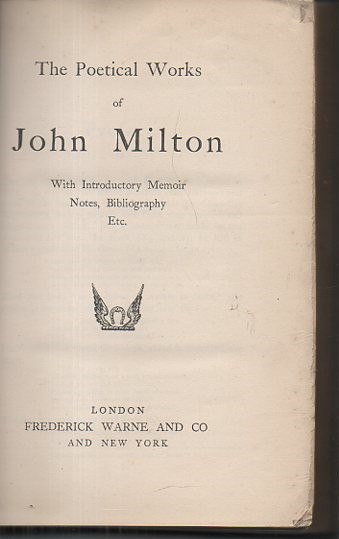 The Poetical Works
of
John Milton
With Introductory Memoir
Notes, Bibliography
Etc.
LONDON
FREDERICK WARNE AND CO
AND NEW YORK